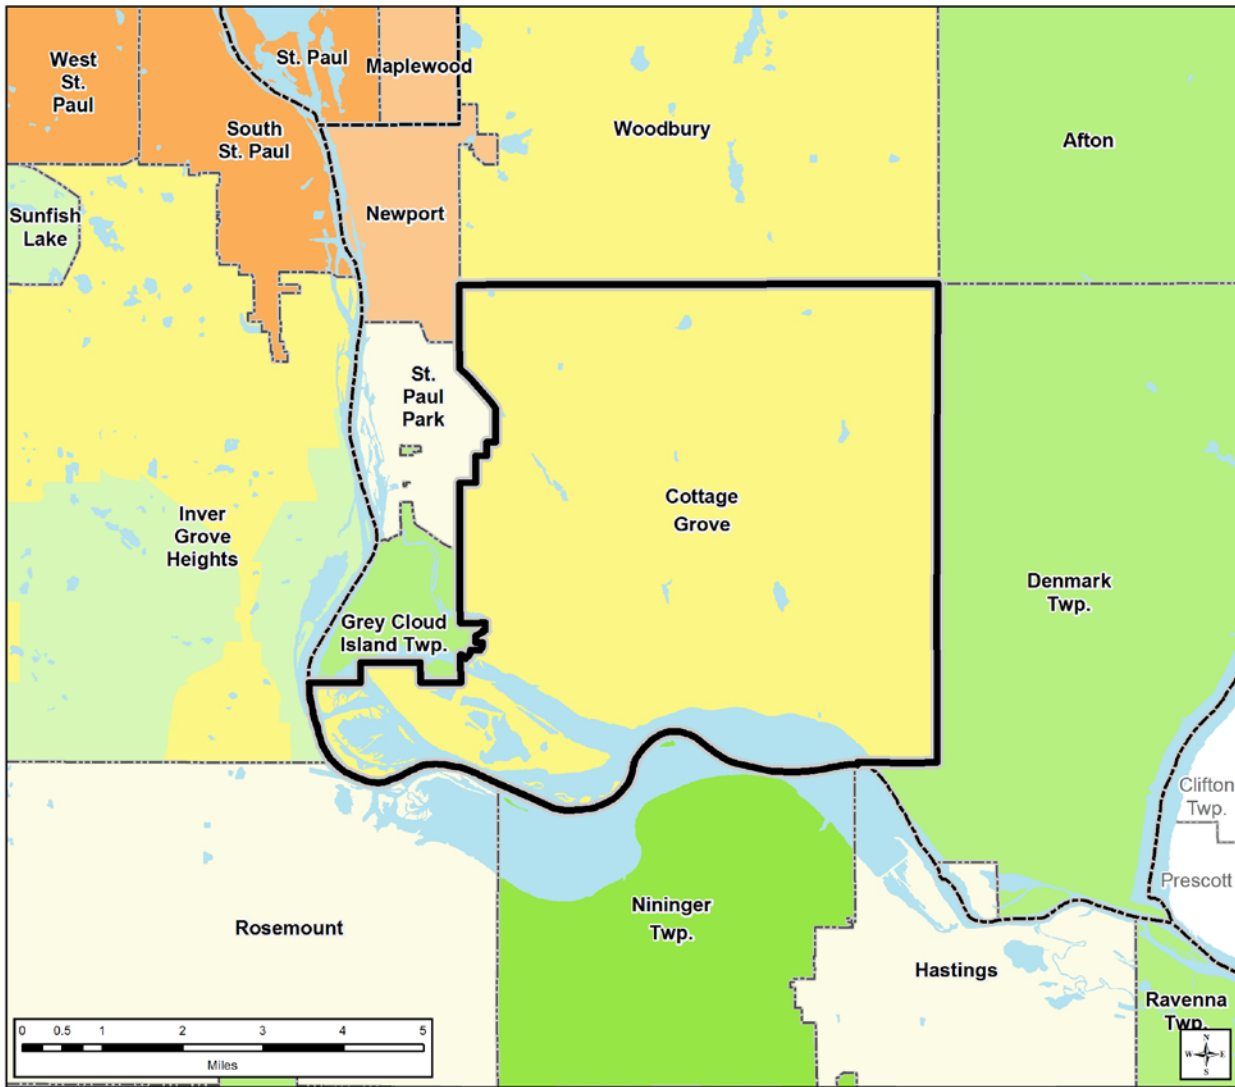 West
St.
Paul
St. Paul
Maplewood
South
St. Paul
Woodbury
Afton
Sunfish
Lake
Newport
St.
Paul
Park
Cottage
Grove
Inver
Grove
Heights
Denmark
Twp.
Grey Cloud
Island Twp.
Clifton
Twp.
Prescott
Rosemount
Nininger
Twp.
Hastings
Ravenna
Twp.
0 0.5 1 2 3 4 5
Miles
N
W E
S